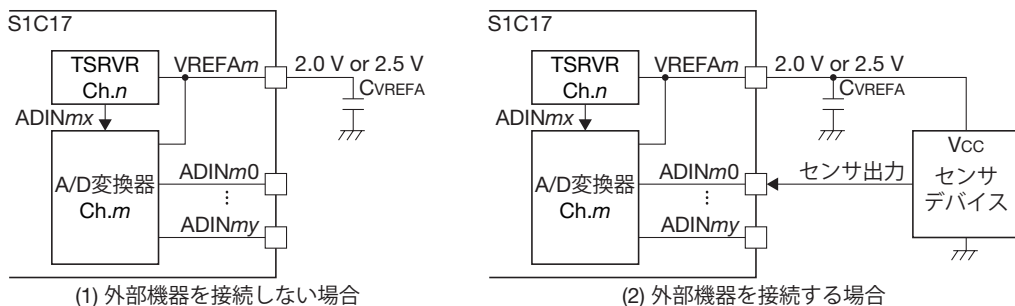 S1C17
TSRVR
Ch.n
VREFAm
2.0 V or 2.5 V
CVREFA
ADINmx
A/D変換器
Ch.m
ADINm0
⋮
ADINmy
(1) 外部機器を接続しない場合
S1C17
TSRVR
Ch.n
VREFAm
2.0 V or 2.5 V
CVREFA
ADINmx
A/D変換器
Ch.m
ADINm0
⋮
ADINmy
センサ出力
VCC
センサ
デバイス
(2) 外部機器を接続する場合